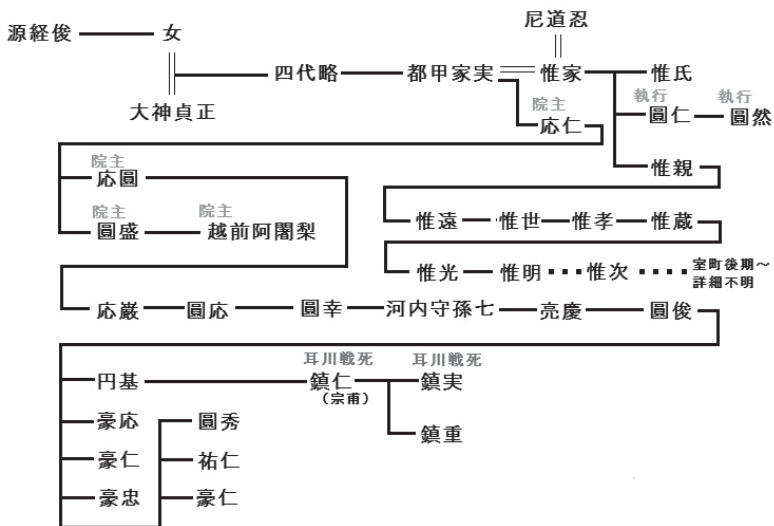 尼道忍
源経俊
女
四代略
都甲家実
惟家
惟氏
大神貞正
院主
応仁
執行
圓仁
執行
圓然
惟親
院主
応圓
院主
圓盛
院主
越前阿闍梨
惟遠
惟世
惟孝
惟蔵
惟光
惟明
惟次
室町後期～
詳細不明
応巌
圓応
圓幸
河内守孫七
亮慶
圓俊
円基
耳川戦死
鎮仁
（宗甫）
耳川戦死
鎮実
鎮重
豪応
圓秀
豪仁
祐仁
豪忠
豪仁